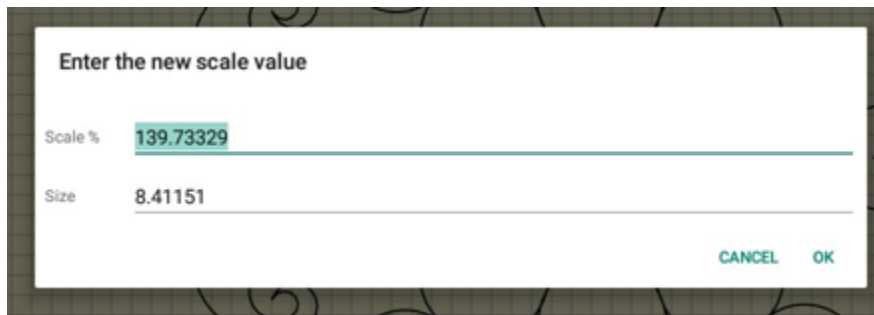 Enter the new scale value
Scale % 139.73329
Size 8.41151
CANCEL OK